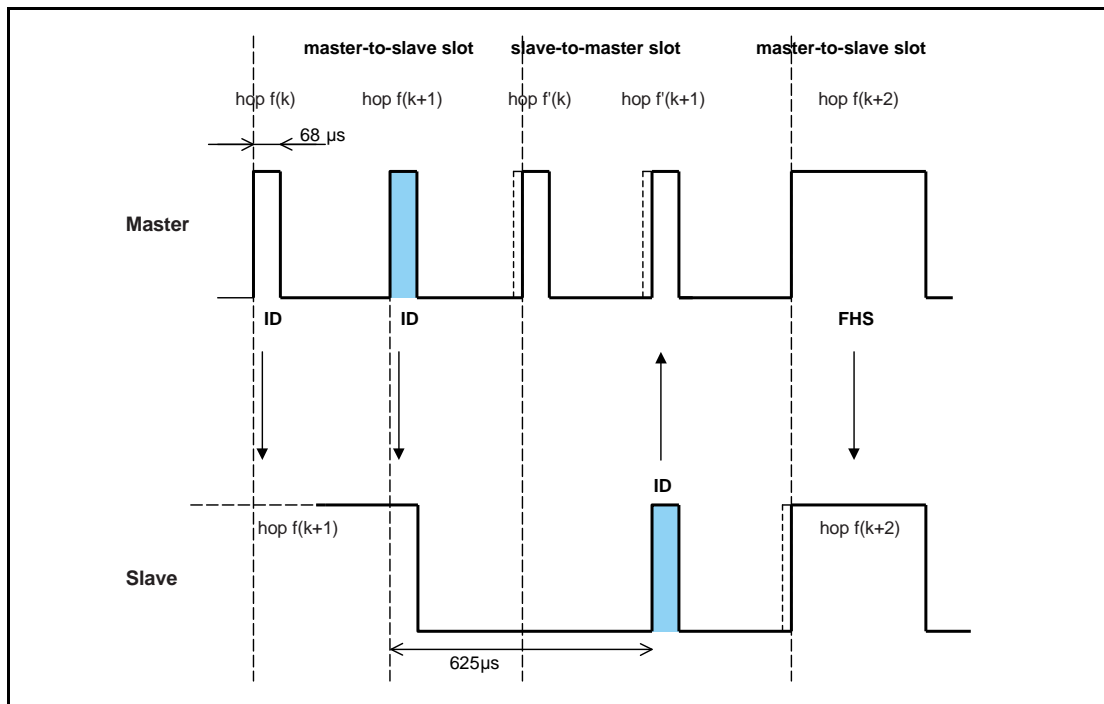 master-to-slave slot slave-to-master slot master-to-slave slot
hop f(k) hop f(k+1) hop f'(k) hop f'(k+1) hop f(k+2)
68 µs
Master
ID ID FHS
ID
hop f(k+1) hop f(k+2)
Slave
625µs